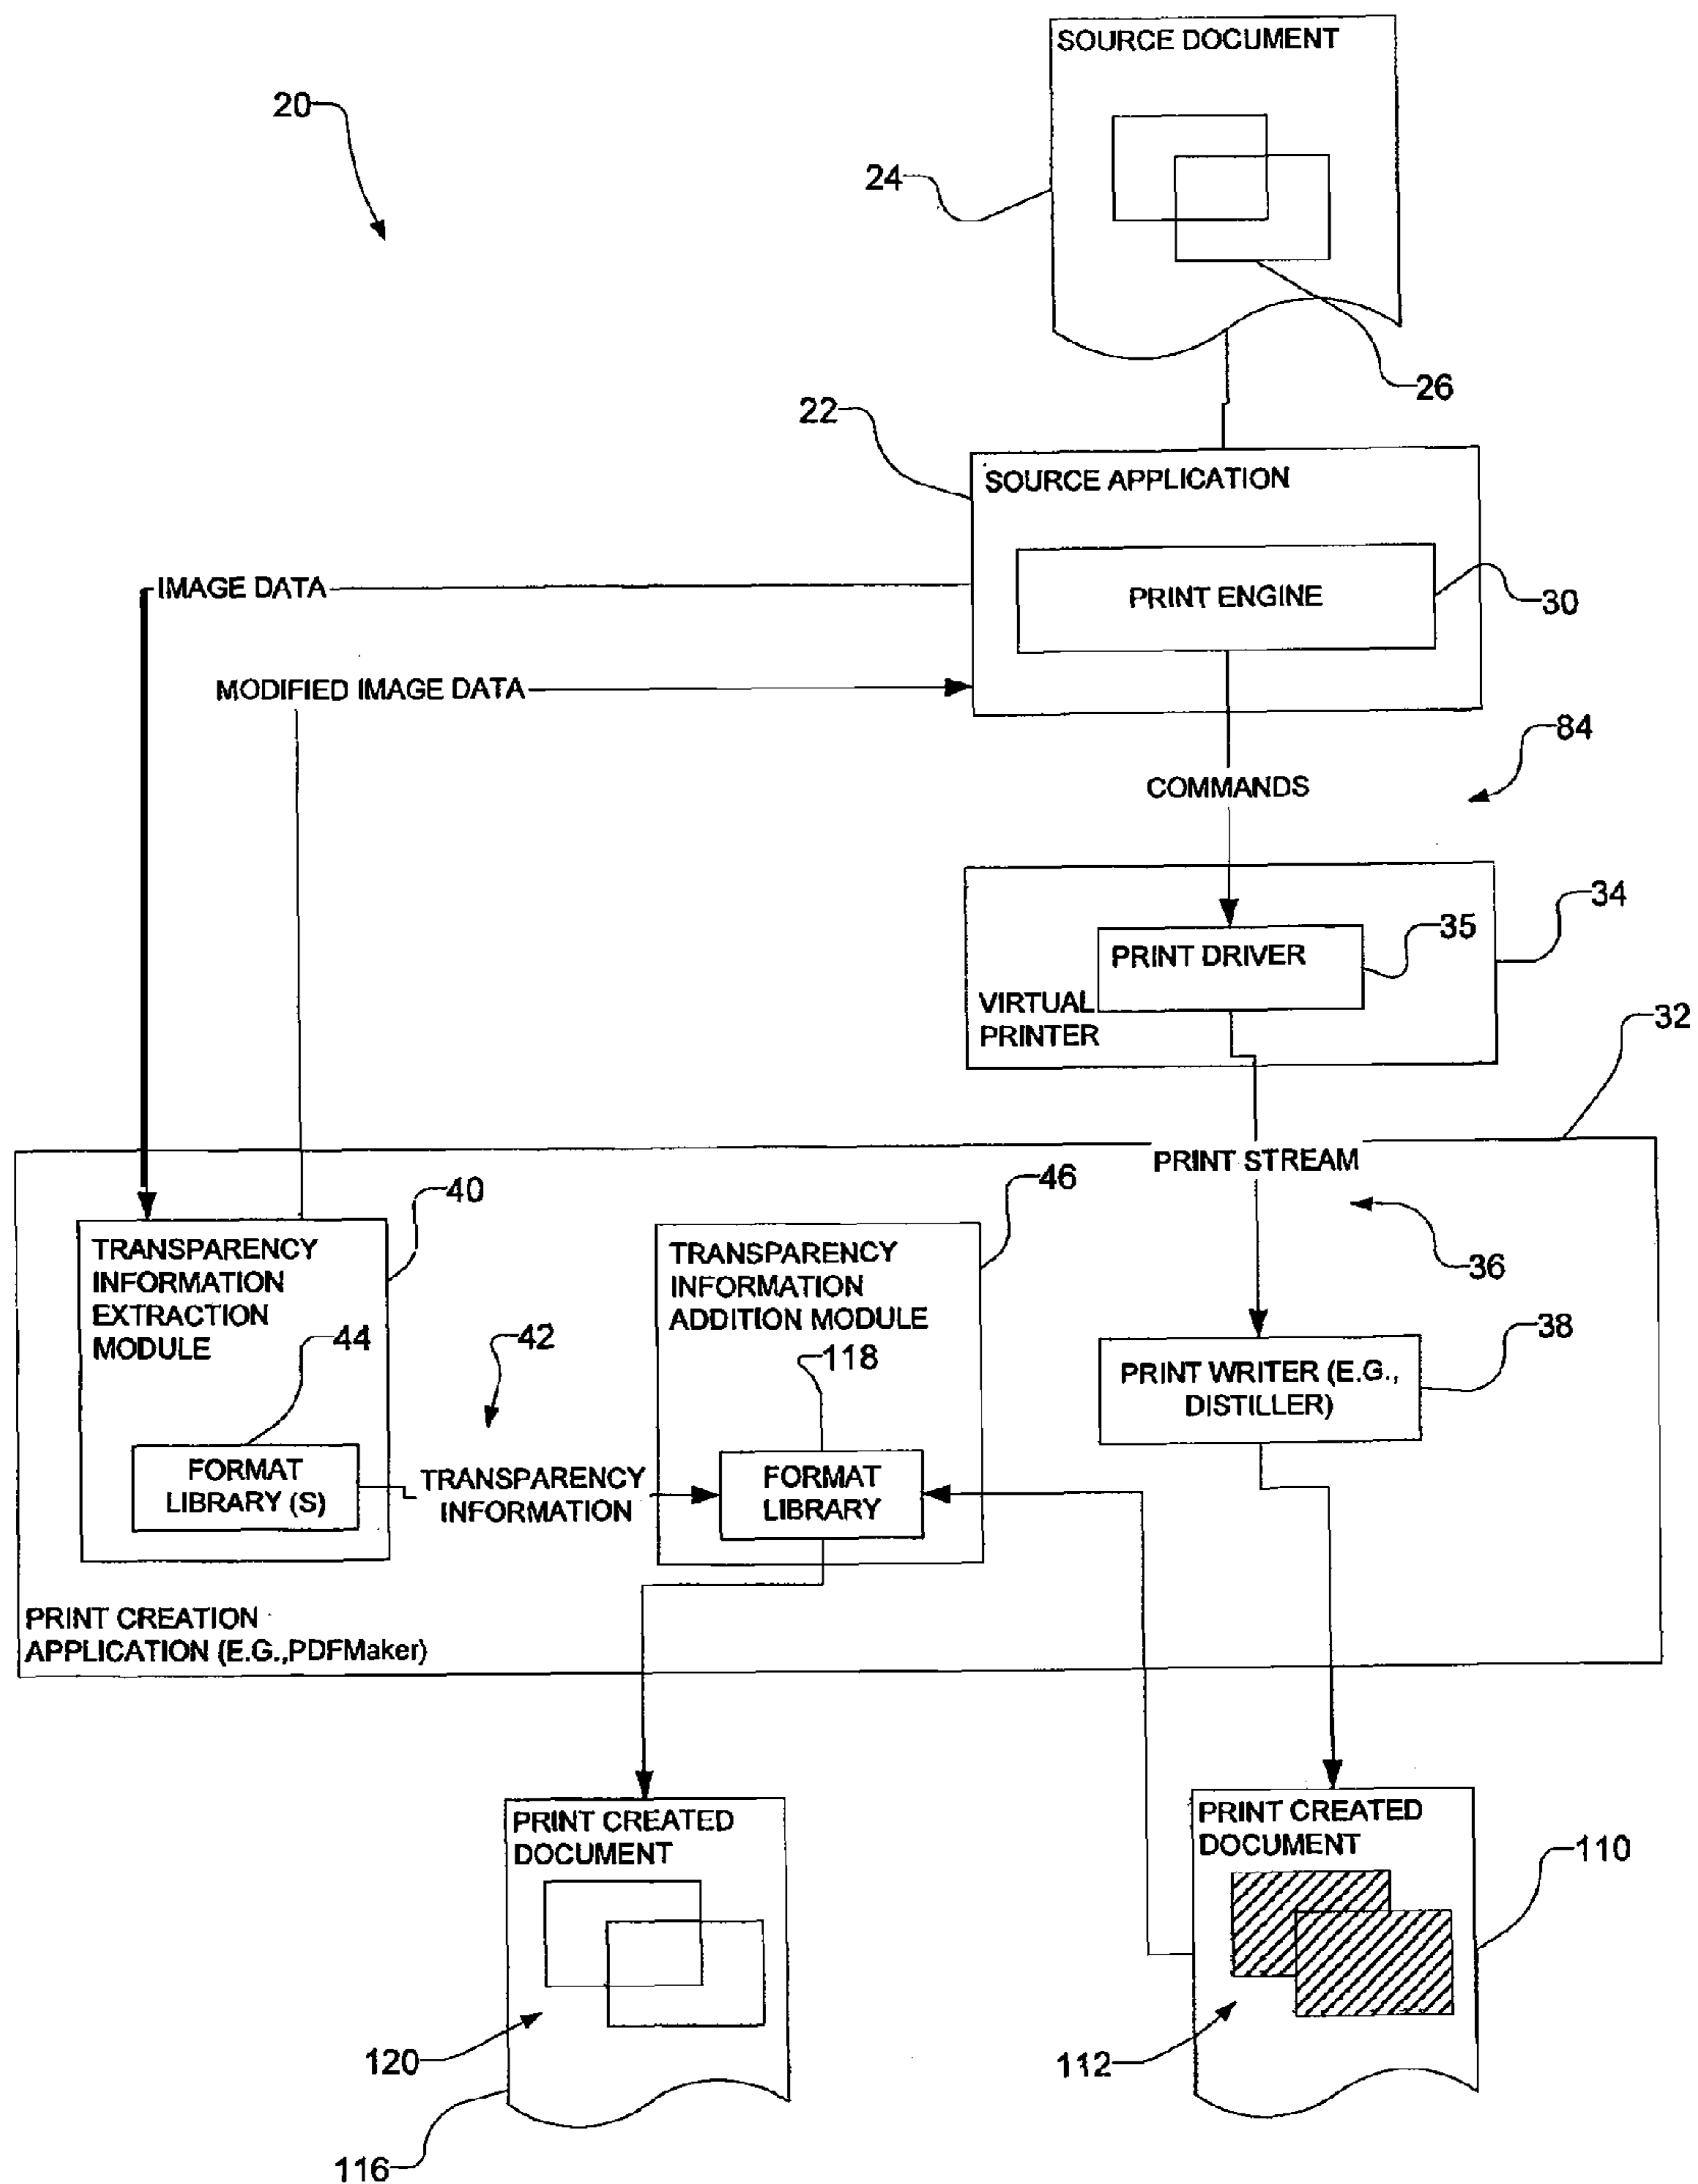 SOURCE DOCUMENT
20
24
26
22
SOURCE APPLICATION
IMAGE DATA
PRINT ENGINE
30
MODIFIED IMAGE DATA
84
COMMANDS
34
35
PRINT DRIVER
VIRTUAL
PRINTER
32
PRINT STREAM
40
46
TRANSPARENCY
INFORMATION
EXTRACTION
MODULE
TRANSPARENCY
INFORMATION
ADDITION MODULE
36
44
42
118
38
PRINT WRITER (E.G.,
DISTILLER)
FORMAT
LIBRARY (S)
TRANSPARENCY
INFORMATION
FORMAT
LIBRARY
PRINT CREATION
APPLICATION (E.G.,PDFMaker)
PRINT CREATED
DOCUMENT
PRINT CREATED
DOCUMENT
110
120
112
116